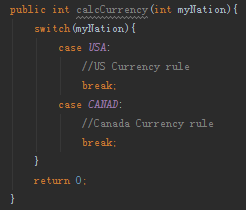 public int calcCurrency(int myNation){
    switch(myNation){
        case USA:
            //US Currency rule
            break;
        case CANAD:
            //Canada Currency rule
            break;
    }
    return 0;
}